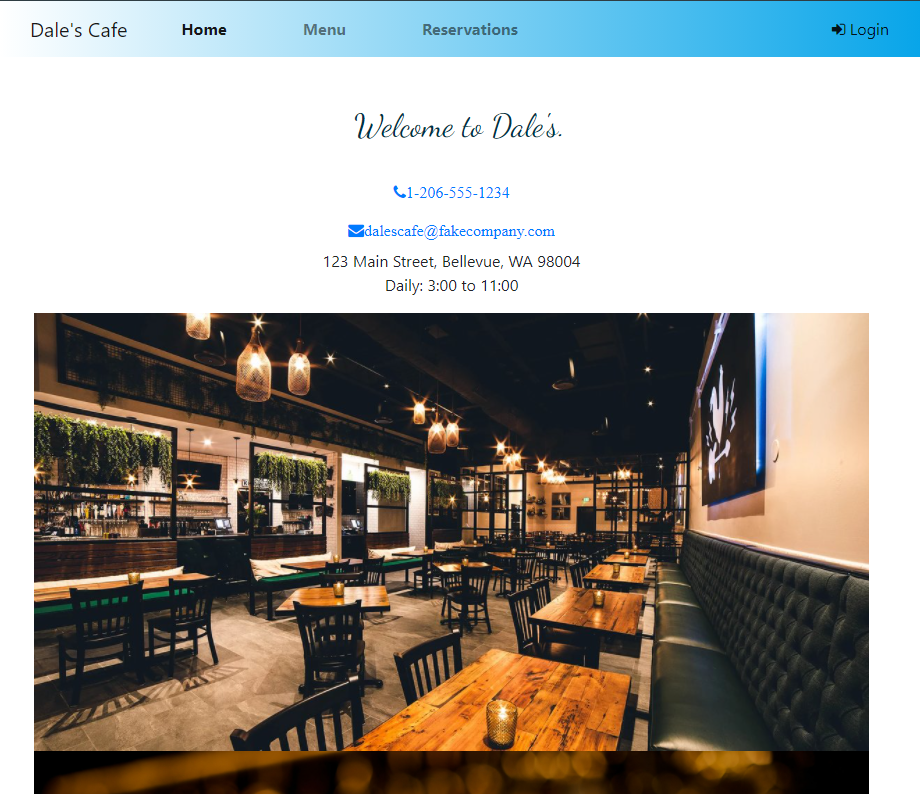 Dale's Cafe Home Menu Reservations Login
Welcome to Dale's.
1-206-555-1234
dalescafe@fakecompany.com
123 Main Street, Bellevue, WA 98004
Daily: 3:00 to 11:00